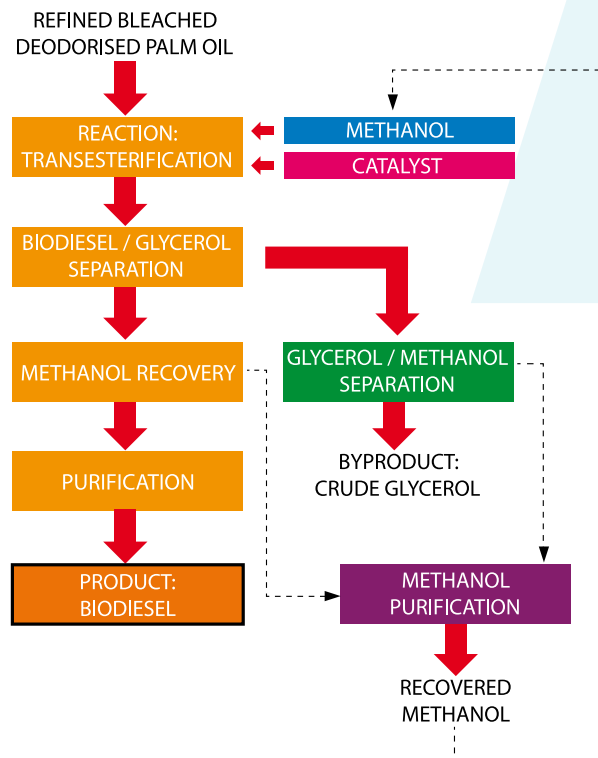 REFINED BLEACHED
DEODORISED PALM OIL
REACTION:
TRANSESTERIFICATION
METHANOL
CATALYST
BIODIESEL / GLYCEROL
SEPARATION
METHANOL RECOVERY
GLYCEROL / METHANOL
SEPARATION
BYPRODUCT:
CRUDE GLYCEROL
PURIFICATION
PRODUCT:
BIODIESEL
METHANOL
PURIFICATION
RECOVERED
METHANOL